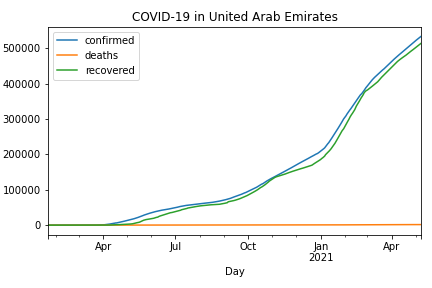 COVID-19 in United Arab Emirates
confirmed
deaths
recovered
500000
400000
300000
200000
100000
0
Apr
Jul
Oct
Jan
2021
Apr
Day